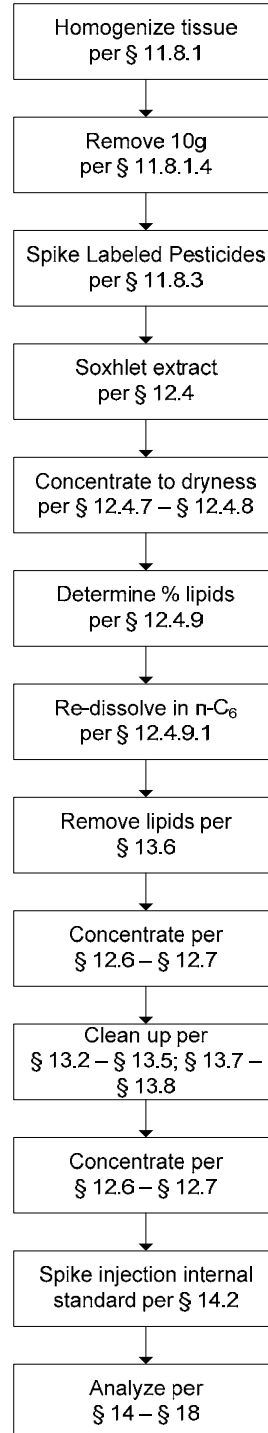 Homogenize tissue
per § 11.8.1
Remove 10g
per § 11.8.1.4
Spike Labeled Pesticides
per § 11.8.3
Soxhlet extract
per § 12.4
Concentrate to dryness
per § 12.4.7 – § 12.4.8
Determine % lipids
per § 12.4.9
Re-dissolve in n-C₆
per § 12.4.9.1
Remove lipids per
§ 13.6
Concentrate per
§ 12.6 – § 12.7
Clean up per
§ 13.2 – § 13.5; § 13.7 –
§ 13.8
Concentrate per
§ 12.6 – § 12.7
Spike injection internal
standard per § 14.2
Analyze per
§ 14 – § 18